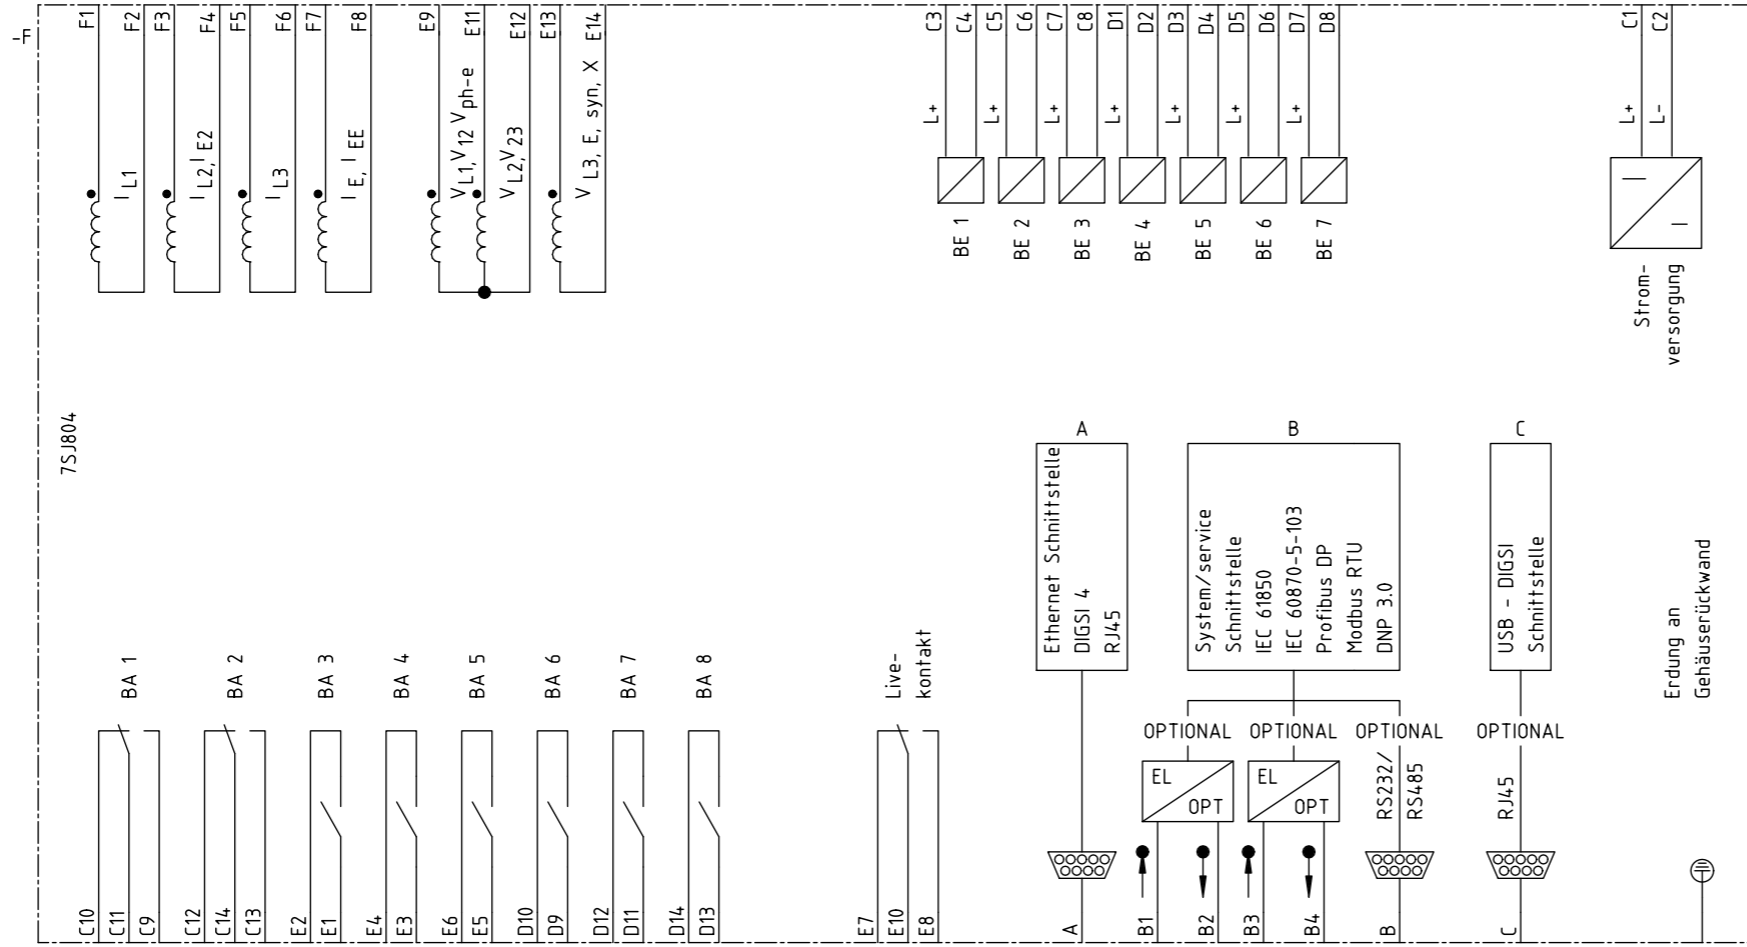 -F
F1
F2
F3
F4
F5
F6
F7
F8
E9
E11
E12
E13
E14
C3
C4
C5
C6
C7
C8
D1
D2
D3
D4
D5
D6
D7
D8
C1
C2
I L1
I L2, I E2
I L3
I E, I EE
V L1, V 12 V ph-e
V L2, V 23
V L3, E, syn, X
L+
L+
L+
L+
L+
L+
L+
L+
L-
BE 1
BE 2
BE 3
BE 4
BE 5
BE 6
BE 7
Strom-
versorgung
7SJ804
A
B
C
Ethernet Schnittstelle
DIGSI 4
RJ45
System/service
Schnittstelle
IEC 61850
IEC 60870-5-103
Profibus DP
Modbus RTU
DNP 3.0
USB - DIGSI
Schnittstelle
Erdung an
Gehäuserückwand
BA 1
BA 2
BA 3
BA 4
BA 5
BA 6
BA 7
BA 8
Live-
kontakt
OPTIONAL
OPTIONAL
OPTIONAL
OPTIONAL
EL
OPT
EL
OPT
RS232/
RS485
RJ45
C10
C11
C9
C12
C14
C13
E2
E1
E4
E3
E6
E5
D10
D9
D12
D11
D14
D13
E7
E10
E8
A
B1
B2
B3
B4
B
C